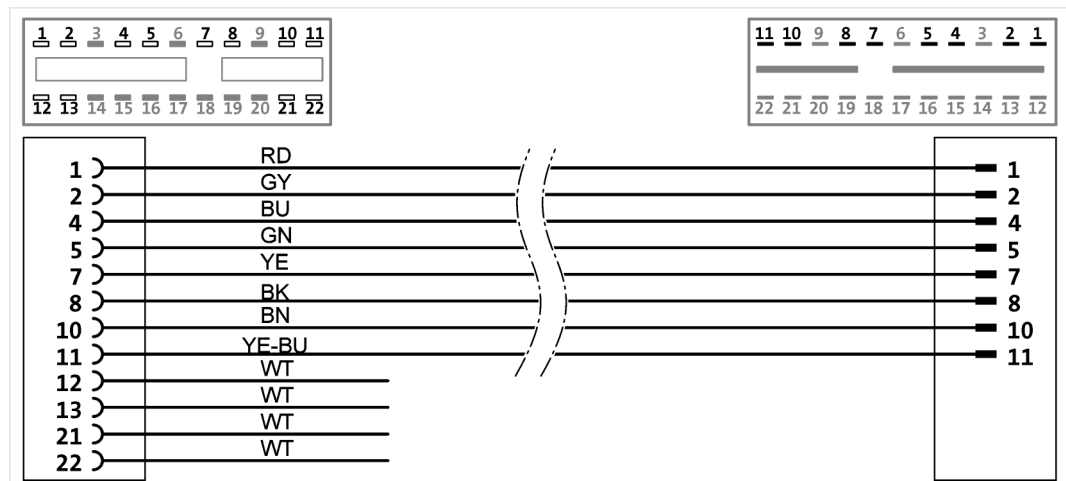 1 2 3 4 5 6 7 8 9 10 11
12 13 14 15 16 17 18 19 20 21 22
11 10 9 8 7 6 5 4 3 2 1
22 21 20 19 18 17 16 15 14 13 12
1 RD 1
2 GY 2
4 BU 4
5 GN 5
7 YE 7
8 BK 8
10 BN 10
11 YE-BU 11
12 WT
13 WT
21 WT
22 WT